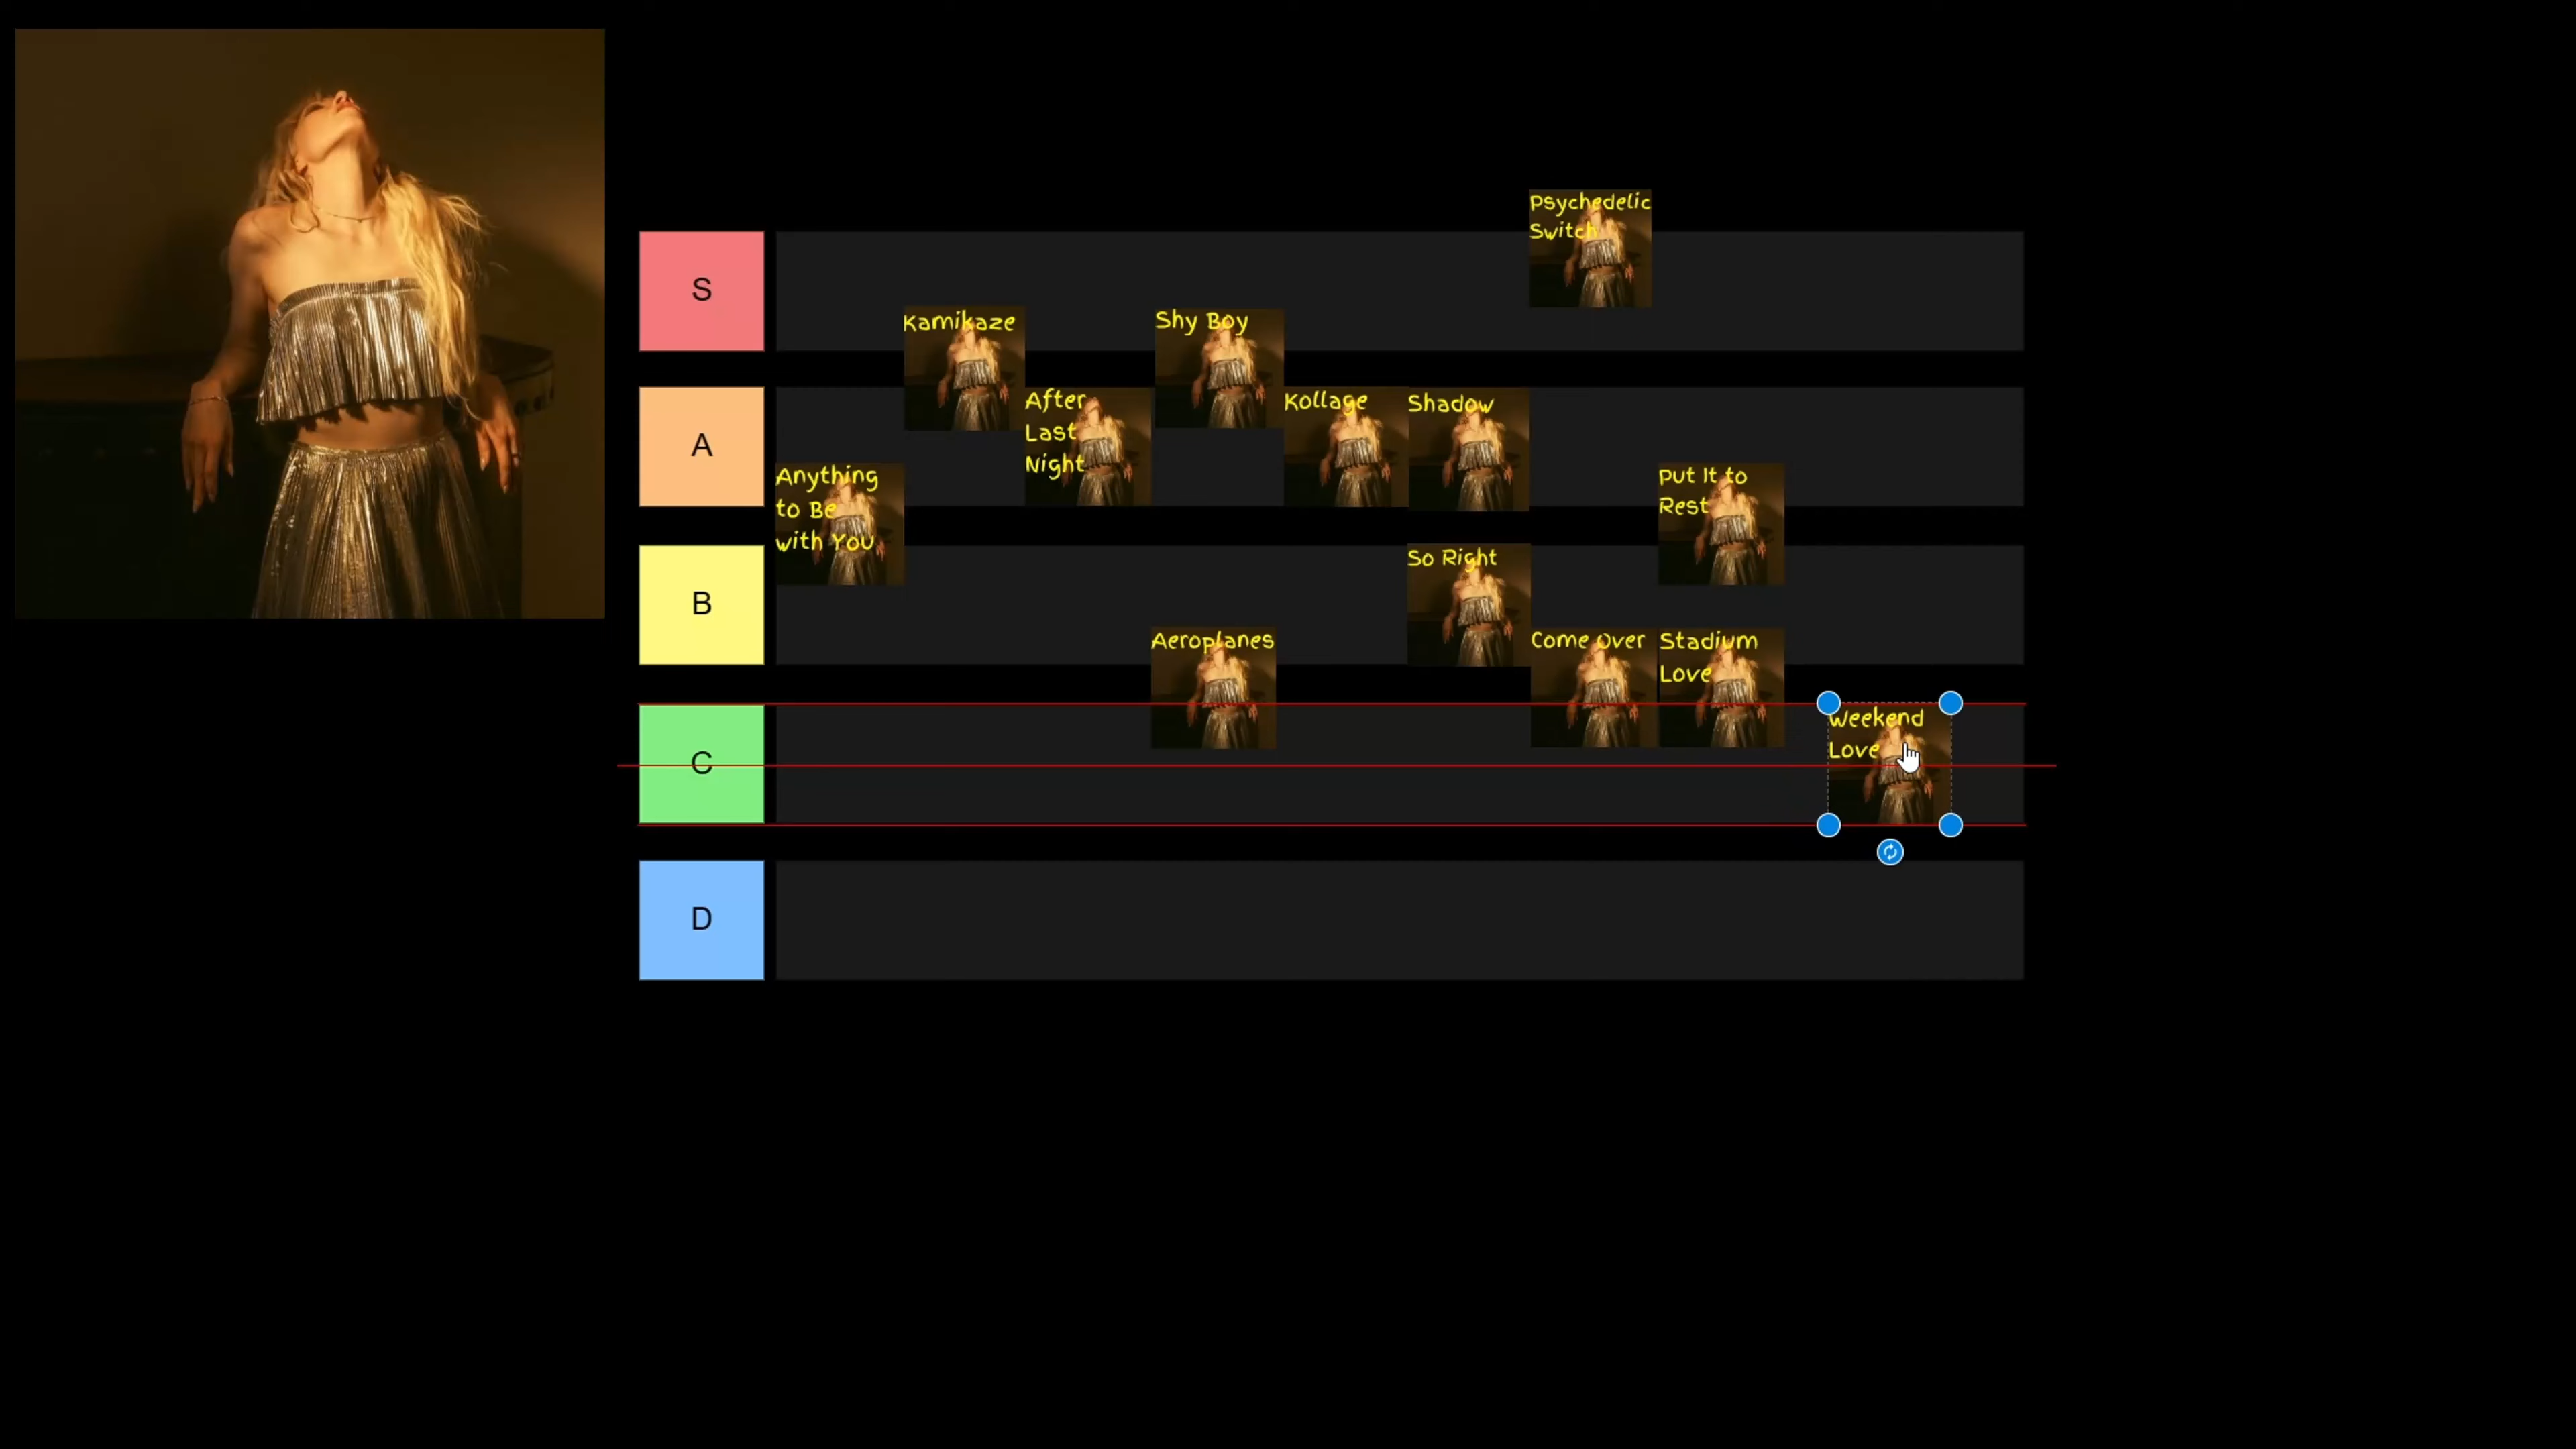 Psychedelic
Switch
S
Kamikaze
Shy Boy
After
Last
Night
Kollage
Shadow
A
Anything
to Be
with You
Put It to
Rest
So Right
B
Aeroplanes
Come Over
Stadium
Love
Weekend
Love
C
D